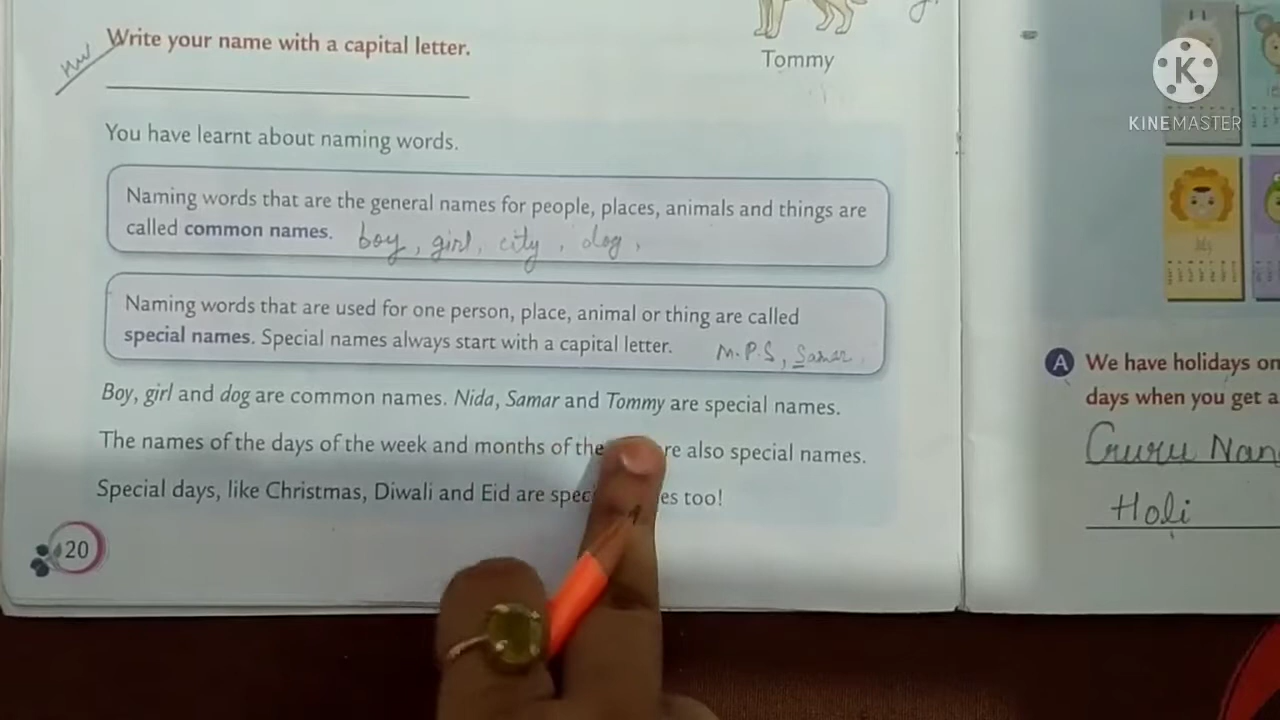 Write your name with a capital letter.
Tommy
You have learnt about naming words.
Naming words that are the general names for people, places, animals and things are
called common names. boy, girl, city, dog,
Naming words that are used for one person, place, animal or thing are called
special names. Special names always start with a capital letter. M.P.S, Samar
Boy, girl and dog are common names. Nida, Samar and Tommy are special names.
The names of the days of the week and months of the also special names.
Special days, like Christmas, Diwali and Eid are too!
20
KINEMASTER
July
A We have holidays on
days when you get a
Guru Nan
Holi